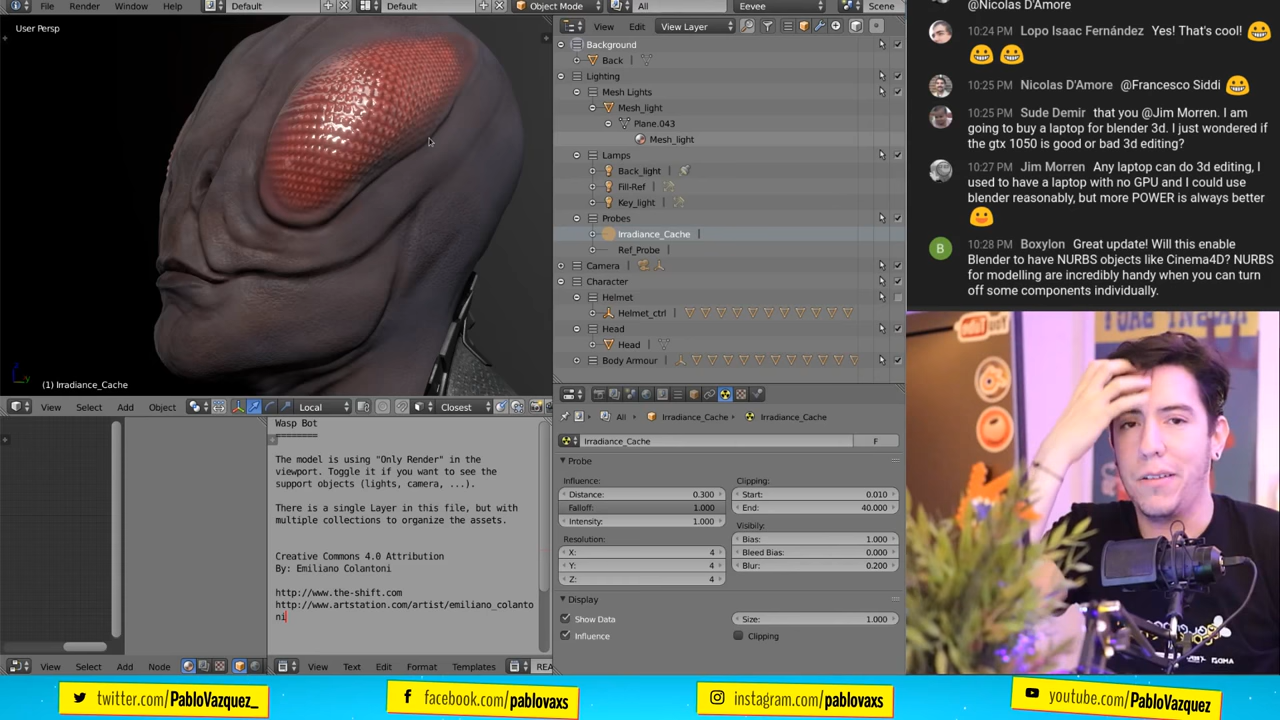 File Render Window Help Default Default Object Mode All Eevee Scene
User Persp
(1) Irradiance_Cache
View Select Add Object Local Closest
View Select Add Node
Wasp Bot
========
The model is using "Only Render" in the
viewport. Toggle it if you want to see the
support objects (lights, camera, ...).
There is a single Layer in this file, but with
multiple collections to organize the assets.
Creative Commons 4.0 Attribution
By: Emiliano Colantoni
http://www.the-shift.com
http://www.artstation.com/artist/emiliano_colanto
ni
View Text Edit Format Templates REA
View Search View Layer
Background
Back
Lighting
Mesh Lights
Mesh_light
Plane.043
Mesh_light
Lamps
Back_light
Fill-Ref
Key_light
Probes
Irradiance_Cache
Ref_Probe
Camera
Character
Helmet
Helmet_ctrl
Head
Head
Body Armour
All Irradiance_Cache Irradiance_Cache
Irradiance_Cache F
Probe
Influence:
Distance: 0.300
Falloff: 1.000
Intensity: 1.000
Resolution:
X: 4
Y: 4
Z: 4
Clipping:
Start: 0.010
End: 40.000
Visibily:
Bias: 1.000
Bleed Bias: 0.000
Blur: 0.200
Display
Show Data
Influence
Size: 1.000
Clipping
@Nicolas D'Amore
10:24 PM Lopo Isaac Fernández Yes! That's cool! 😀
😀 😀
10:25 PM Nicolas D'Amore @Francesco Siddi 😀
10:25 PM Sude Demir that you @Jim Morren. I am
going to buy a laptop for blender 3d. I just wondered if
the gtx 1050 is good or bad 3d editing?
10:27 PM Jim Morren Any laptop can do 3d editing, I
used to have a laptop with no GPU and I could use
blender reasonably, but more POWER is always better
😛
B
10:28 PM Boxylon Great update! Will this enable
Blender to have NURBS objects like Cinema4D? NURBS
for modelling are incredibly handy when you can turn
off some components individually.
twitter.com/PabloVazquez_
facebook.com/pablovaxs
instagram.com/pablovaxs
youtube.com/PabloVazquez